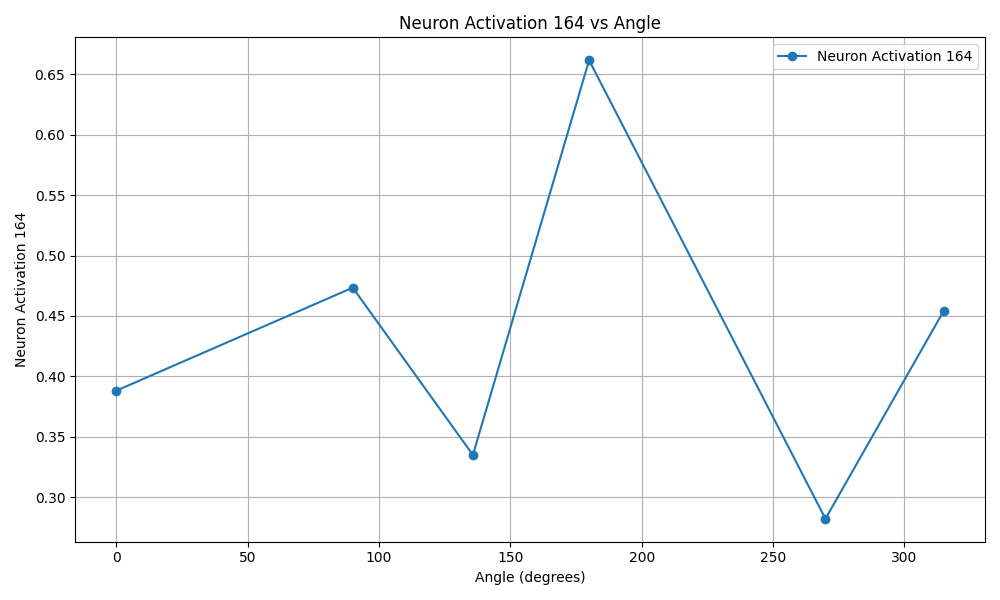 Neuron Activation 164 vs Angle
Neuron Activation 164
0.65
0.60
0.55
0.50
0.45
0.40
0.35
0.30
Neuron Activation 164
0 50 100 150 200 250 300
Angle (degrees)